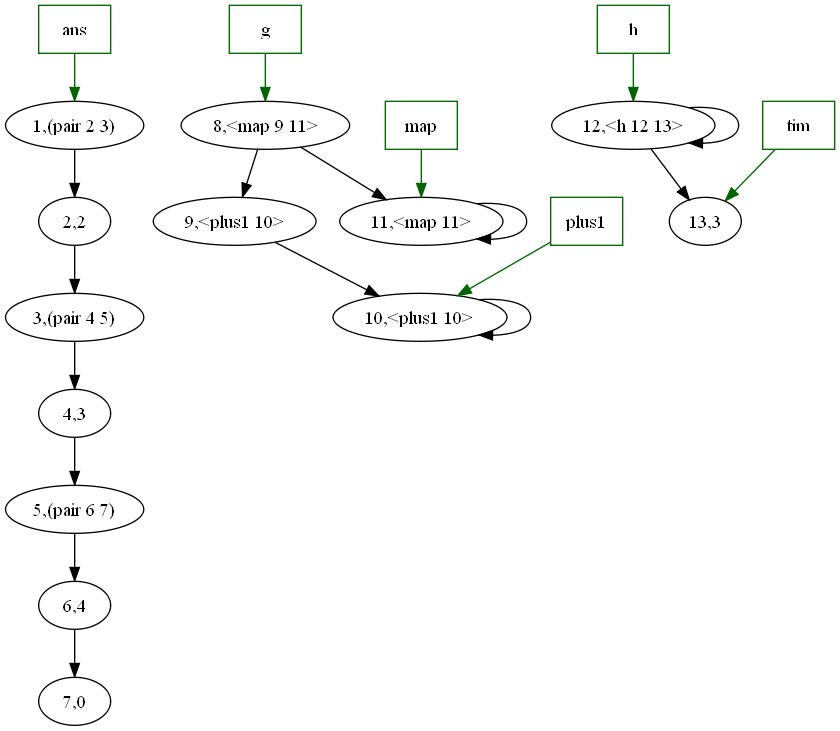 ans
g
h
1,(pair 2 3)
8,<map 9 11>
map
12,<h 12 13>
tim
2,2
9,<plus1 10>
11,<map 11>
plus1
13,3
3,(pair 4 5)
10,<plus1 10>
4,3
5,(pair 6 7)
6,4
7,0